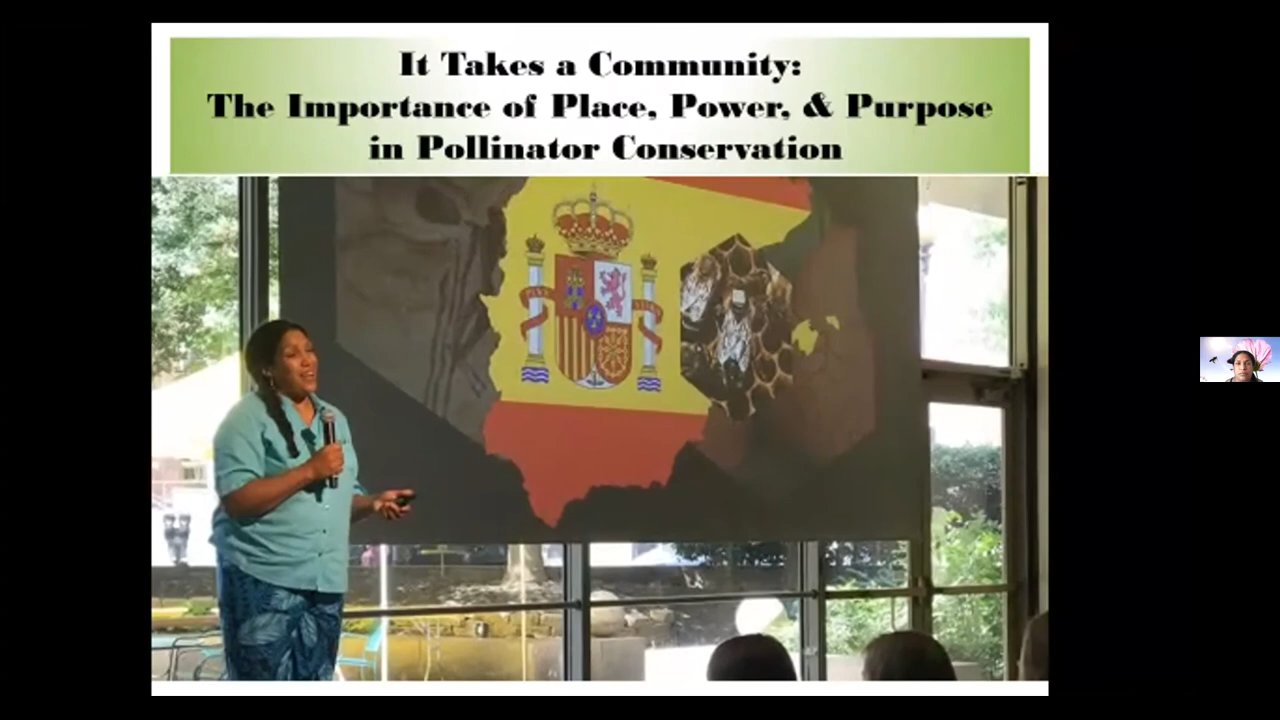 It Takes a Community:
The Importance of Place, Power, & Purpose
in Pollinator Conservation